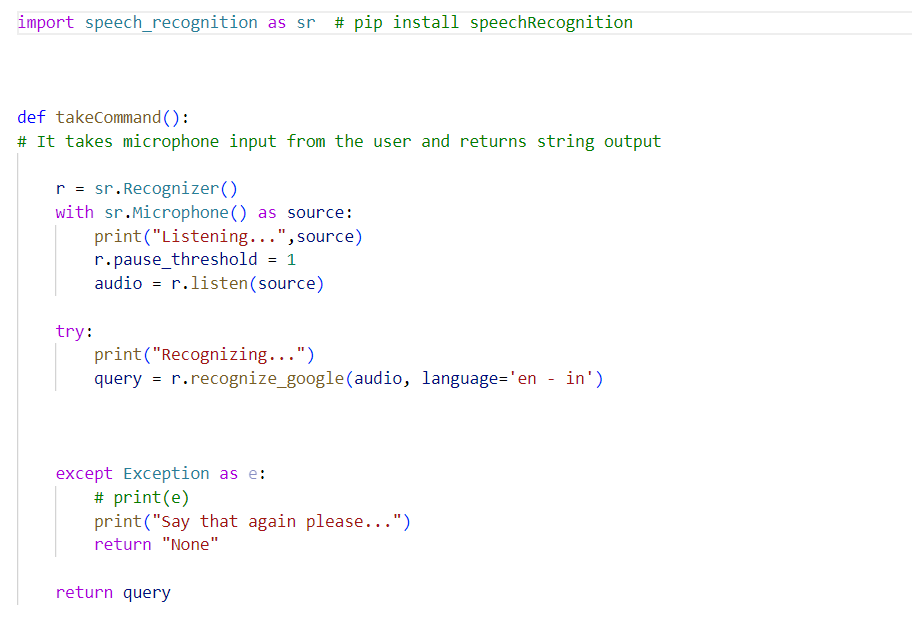 import speech_recognition as sr  # pip install speechRecognition
def takeCommand():
# It takes microphone input from the user and returns string output
    r = sr.Recognizer()
    with sr.Microphone() as source:
        print("Listening...",source)
        r.pause_threshold = 1
        audio = r.listen(source)
    try:
        print("Recognizing...")
        query = r.recognize_google(audio, language='en - in')
    except Exception as e:
        # print(e)
        print("Say that again please...")
        return "None"
    return query